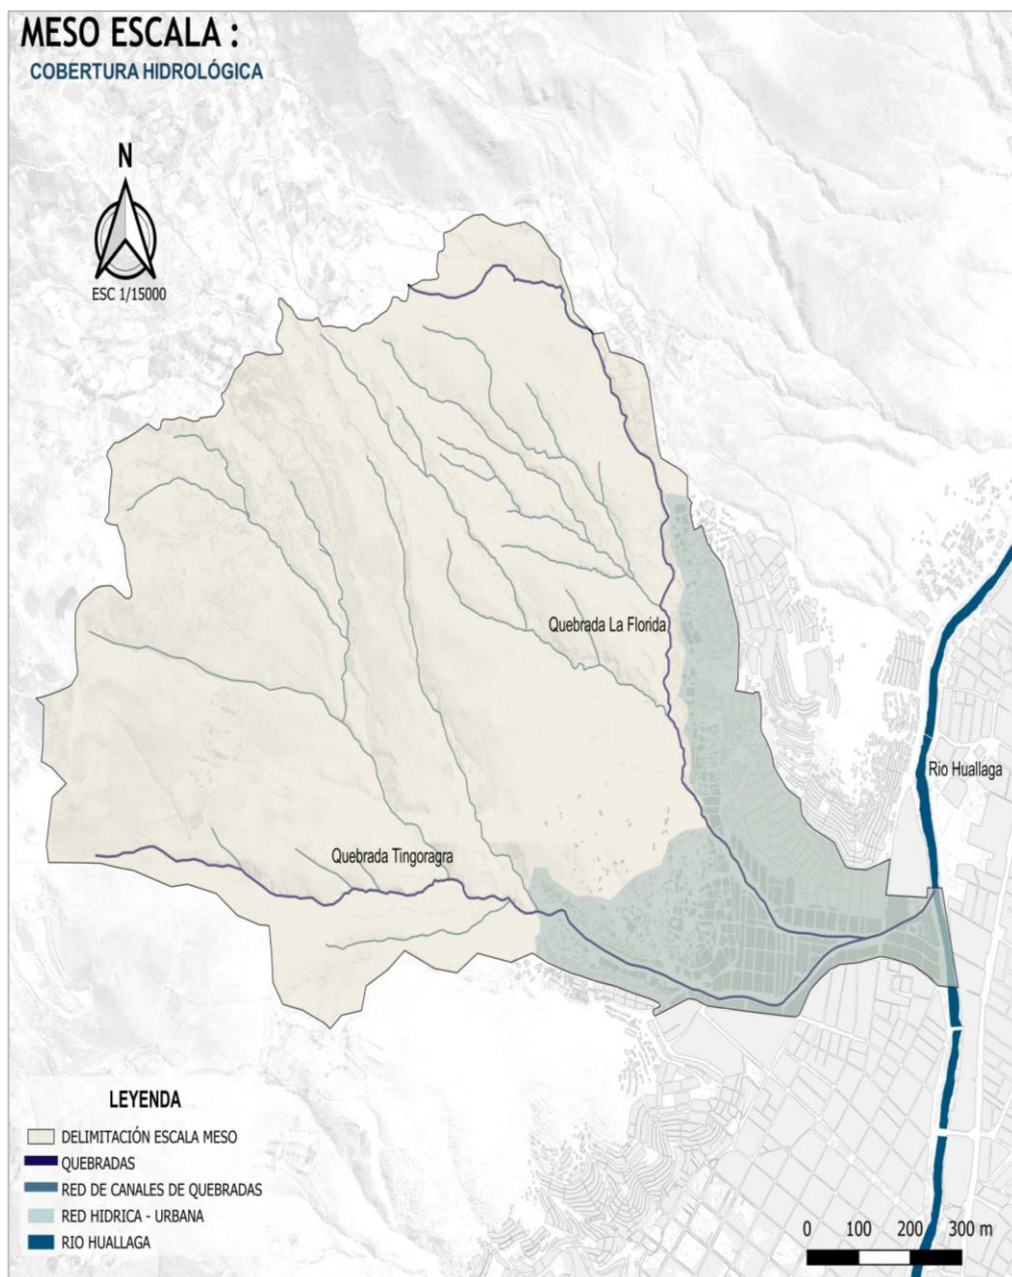 MESO ESCALA :
COBERTURA HIDROLÓGICA
N
ESC 1/15000
Quebrada La Florida
Rio Huallaga
Quebrada Tingoragra
LEYENDA
DELIMITACIÓN ESCALA MESO
QUEBRADAS
RED DE CANALES DE QUEBRADAS
RED HIDRICA - URBANA
RIO HUALLAGA
0 100 200 300 m